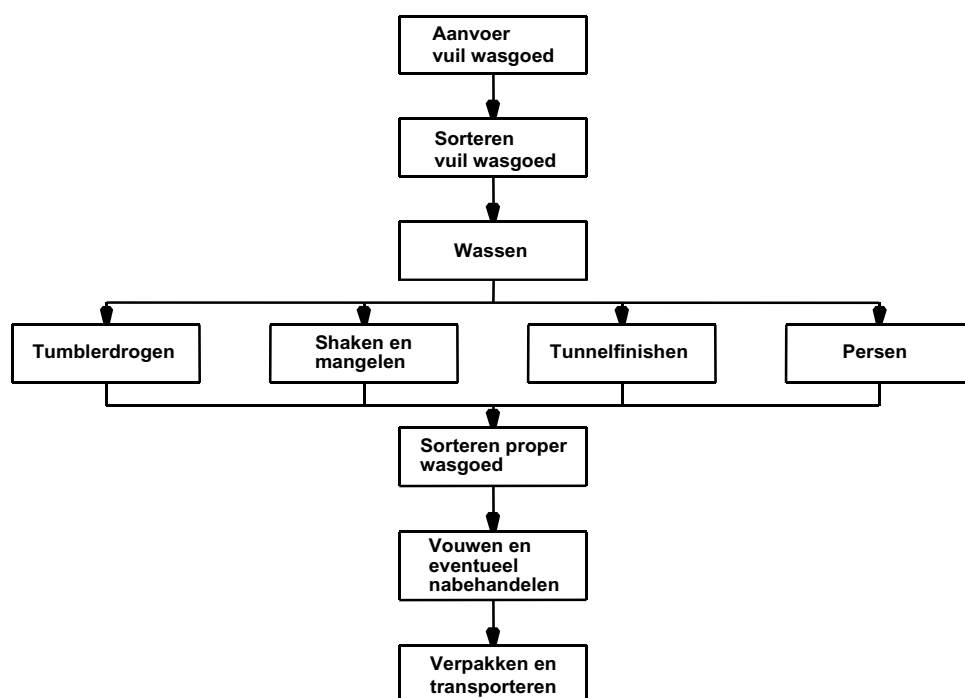 Aanvoer
vuil wasgoed
Sorteren
vuil wasgoed
Wassen
Tumblerdrogen
Shaken en
mangelen
Tunnelfinishen
Persen
Sorteren proper
wasgoed
Vouwen en
eventueel
nabehandelen
Verpakken en
transporteren